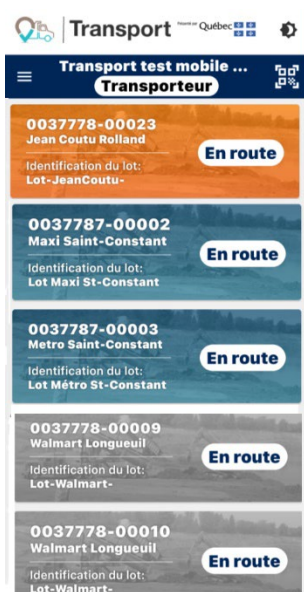 Transport Québec
Transport test mobile ...
Transporteur
0037778-00023
Jean Coutu Rolland
En route
Identification du lot:
Lot-JeanCoutu-
0037787-00002
Maxi Saint-Constant
En route
Identification du lot:
Lot Maxi St-Constant
0037787-00003
Metro Saint-Constant
En route
Identification du lot:
Lot Métro St-Constant
0037778-00009
Walmart Longueuil
En route
Identification du lot:
Lot-Walmart-
0037778-00010
Walmart Longueuil
En route
Identification du lot:
Lot-Walmart-